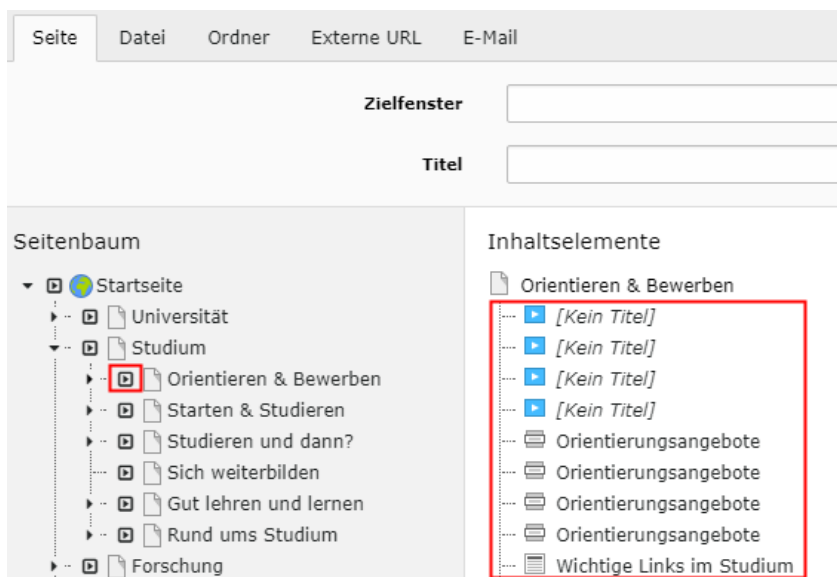 Seite Datei Ordner Externe URL E-Mail
Zielfenster
Titel
Seitenbaum
Startseite
Universität
Studium
Orientieren & Bewerben
Starten & Studieren
Studieren und dann?
Sich weiterbilden
Gut lehren und lernen
Rund ums Studium
Forschung
Inhaltselemente
Orientieren & Bewerben
[Kein Titel]
[Kein Titel]
[Kein Titel]
[Kein Titel]
Orientierungsangebote
Orientierungsangebote
Orientierungsangebote
Orientierungsangebote
Wichtige Links im Studium